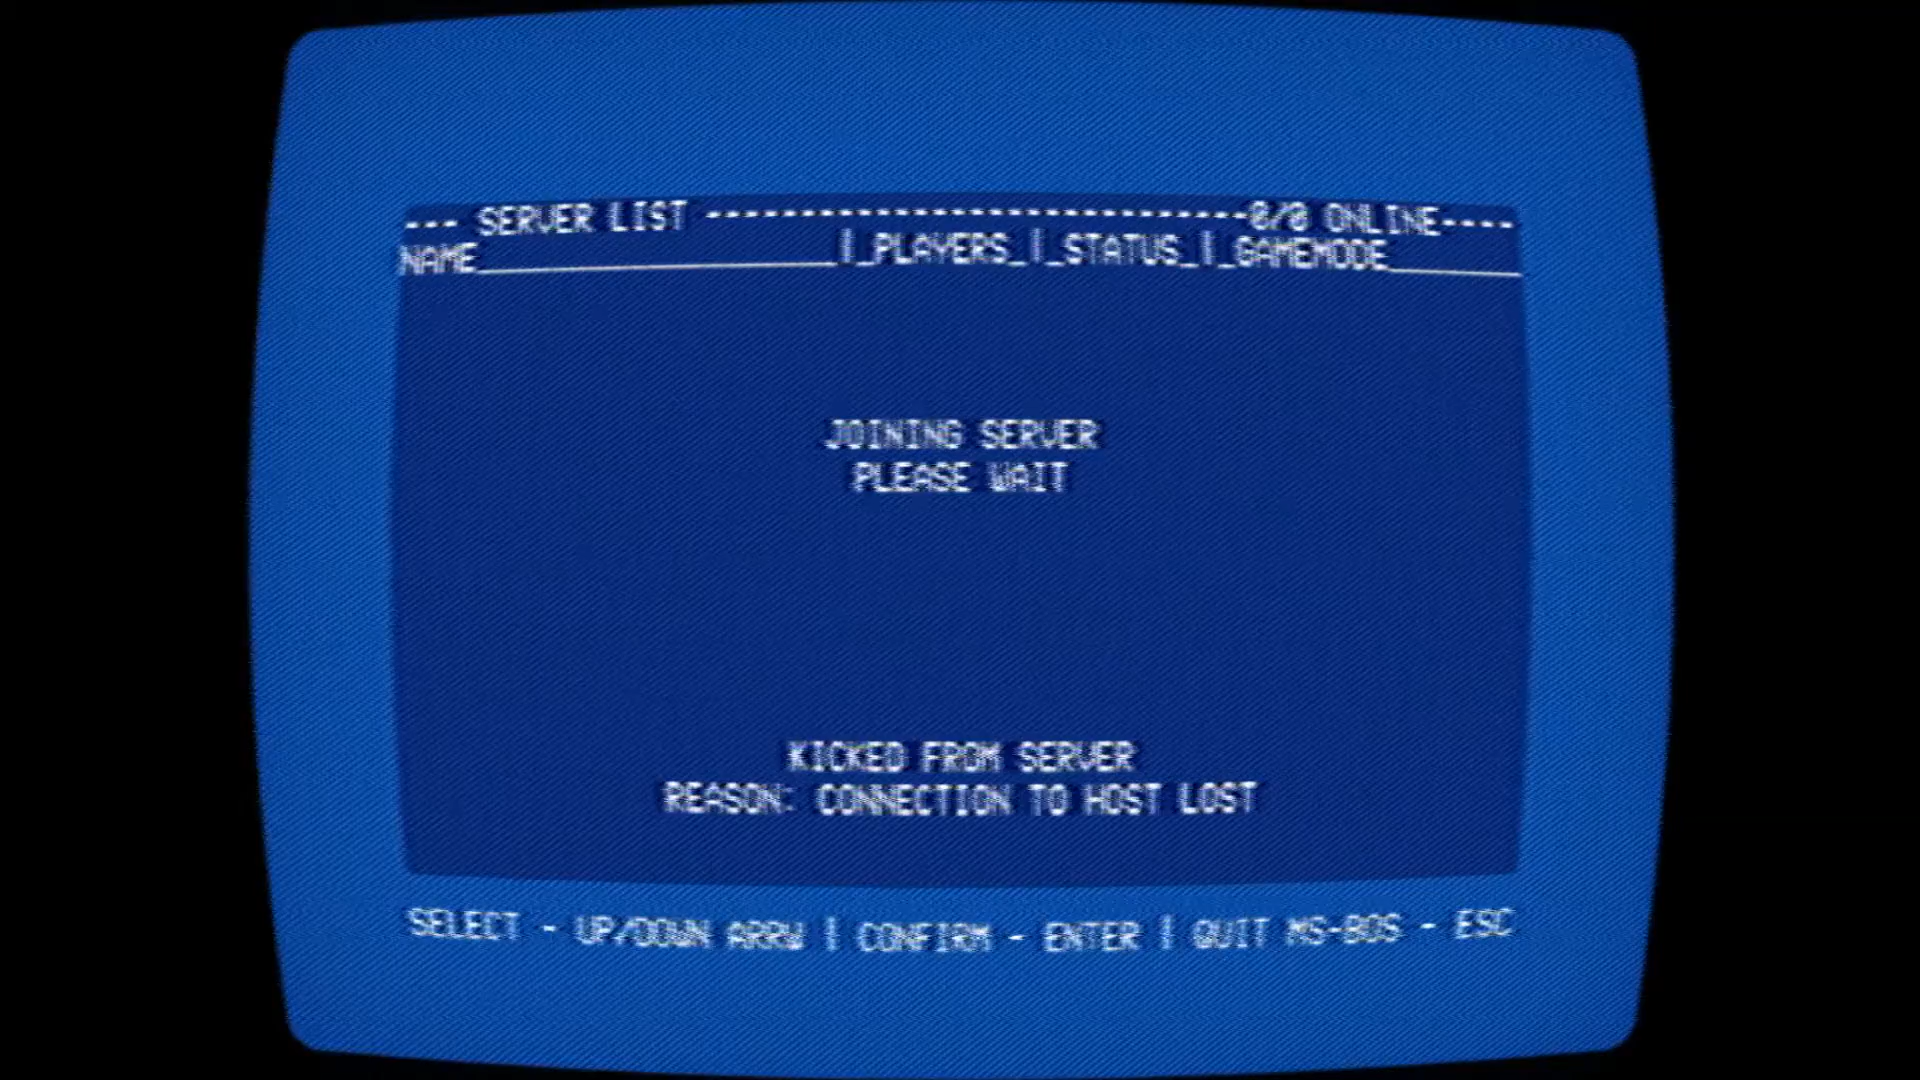 --- SERVER LIST --------------------------------0/0 ONLINE----
NAME___________________|_PLAYERS_|_STATUS_|_GAMEMODE_______
JOINING SERVER
PLEASE WAIT
KICKED FROM SERVER
REASON: CONNECTION TO HOST LOST
SELECT - UP/DOWN ARRW | CONFIRM - ENTER | QUIT MS-BOS - ESC